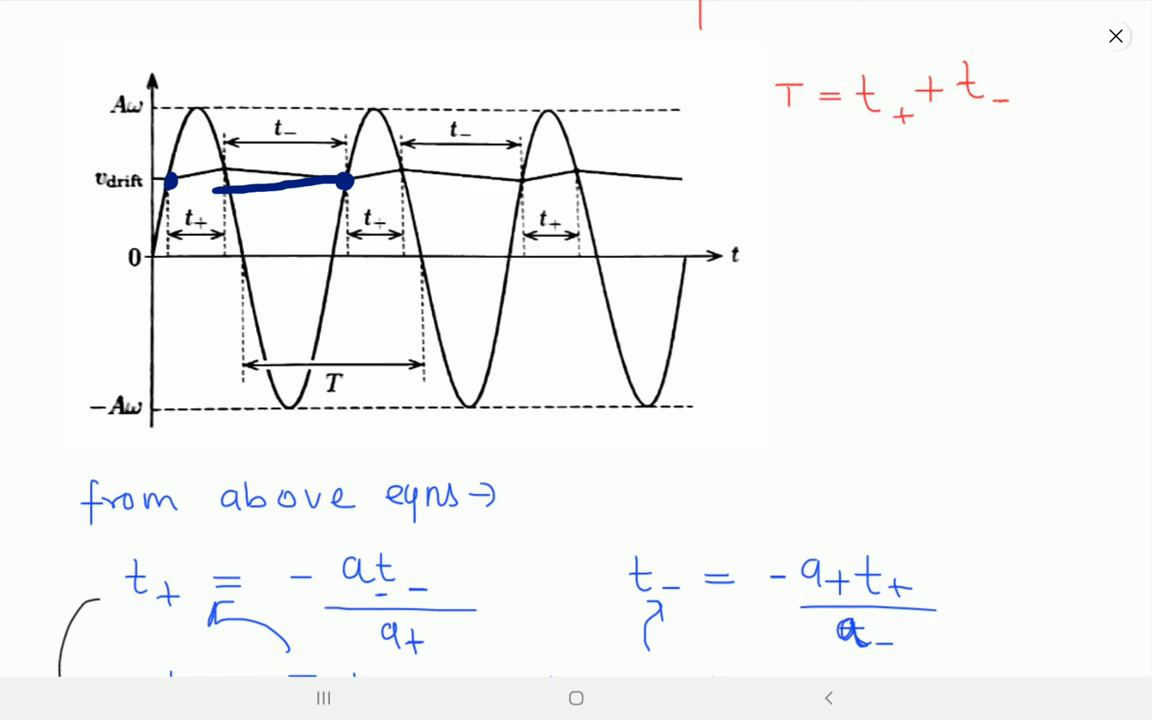 T = t₊ + t₋
Aω
t₋ t₋
v_drift
t₊ t₊ t₊
0 t
T
−Aω
from above eqns →
t₊ = - a₋t₋ / a₊ t₋ = - a₊t₊ / a₋